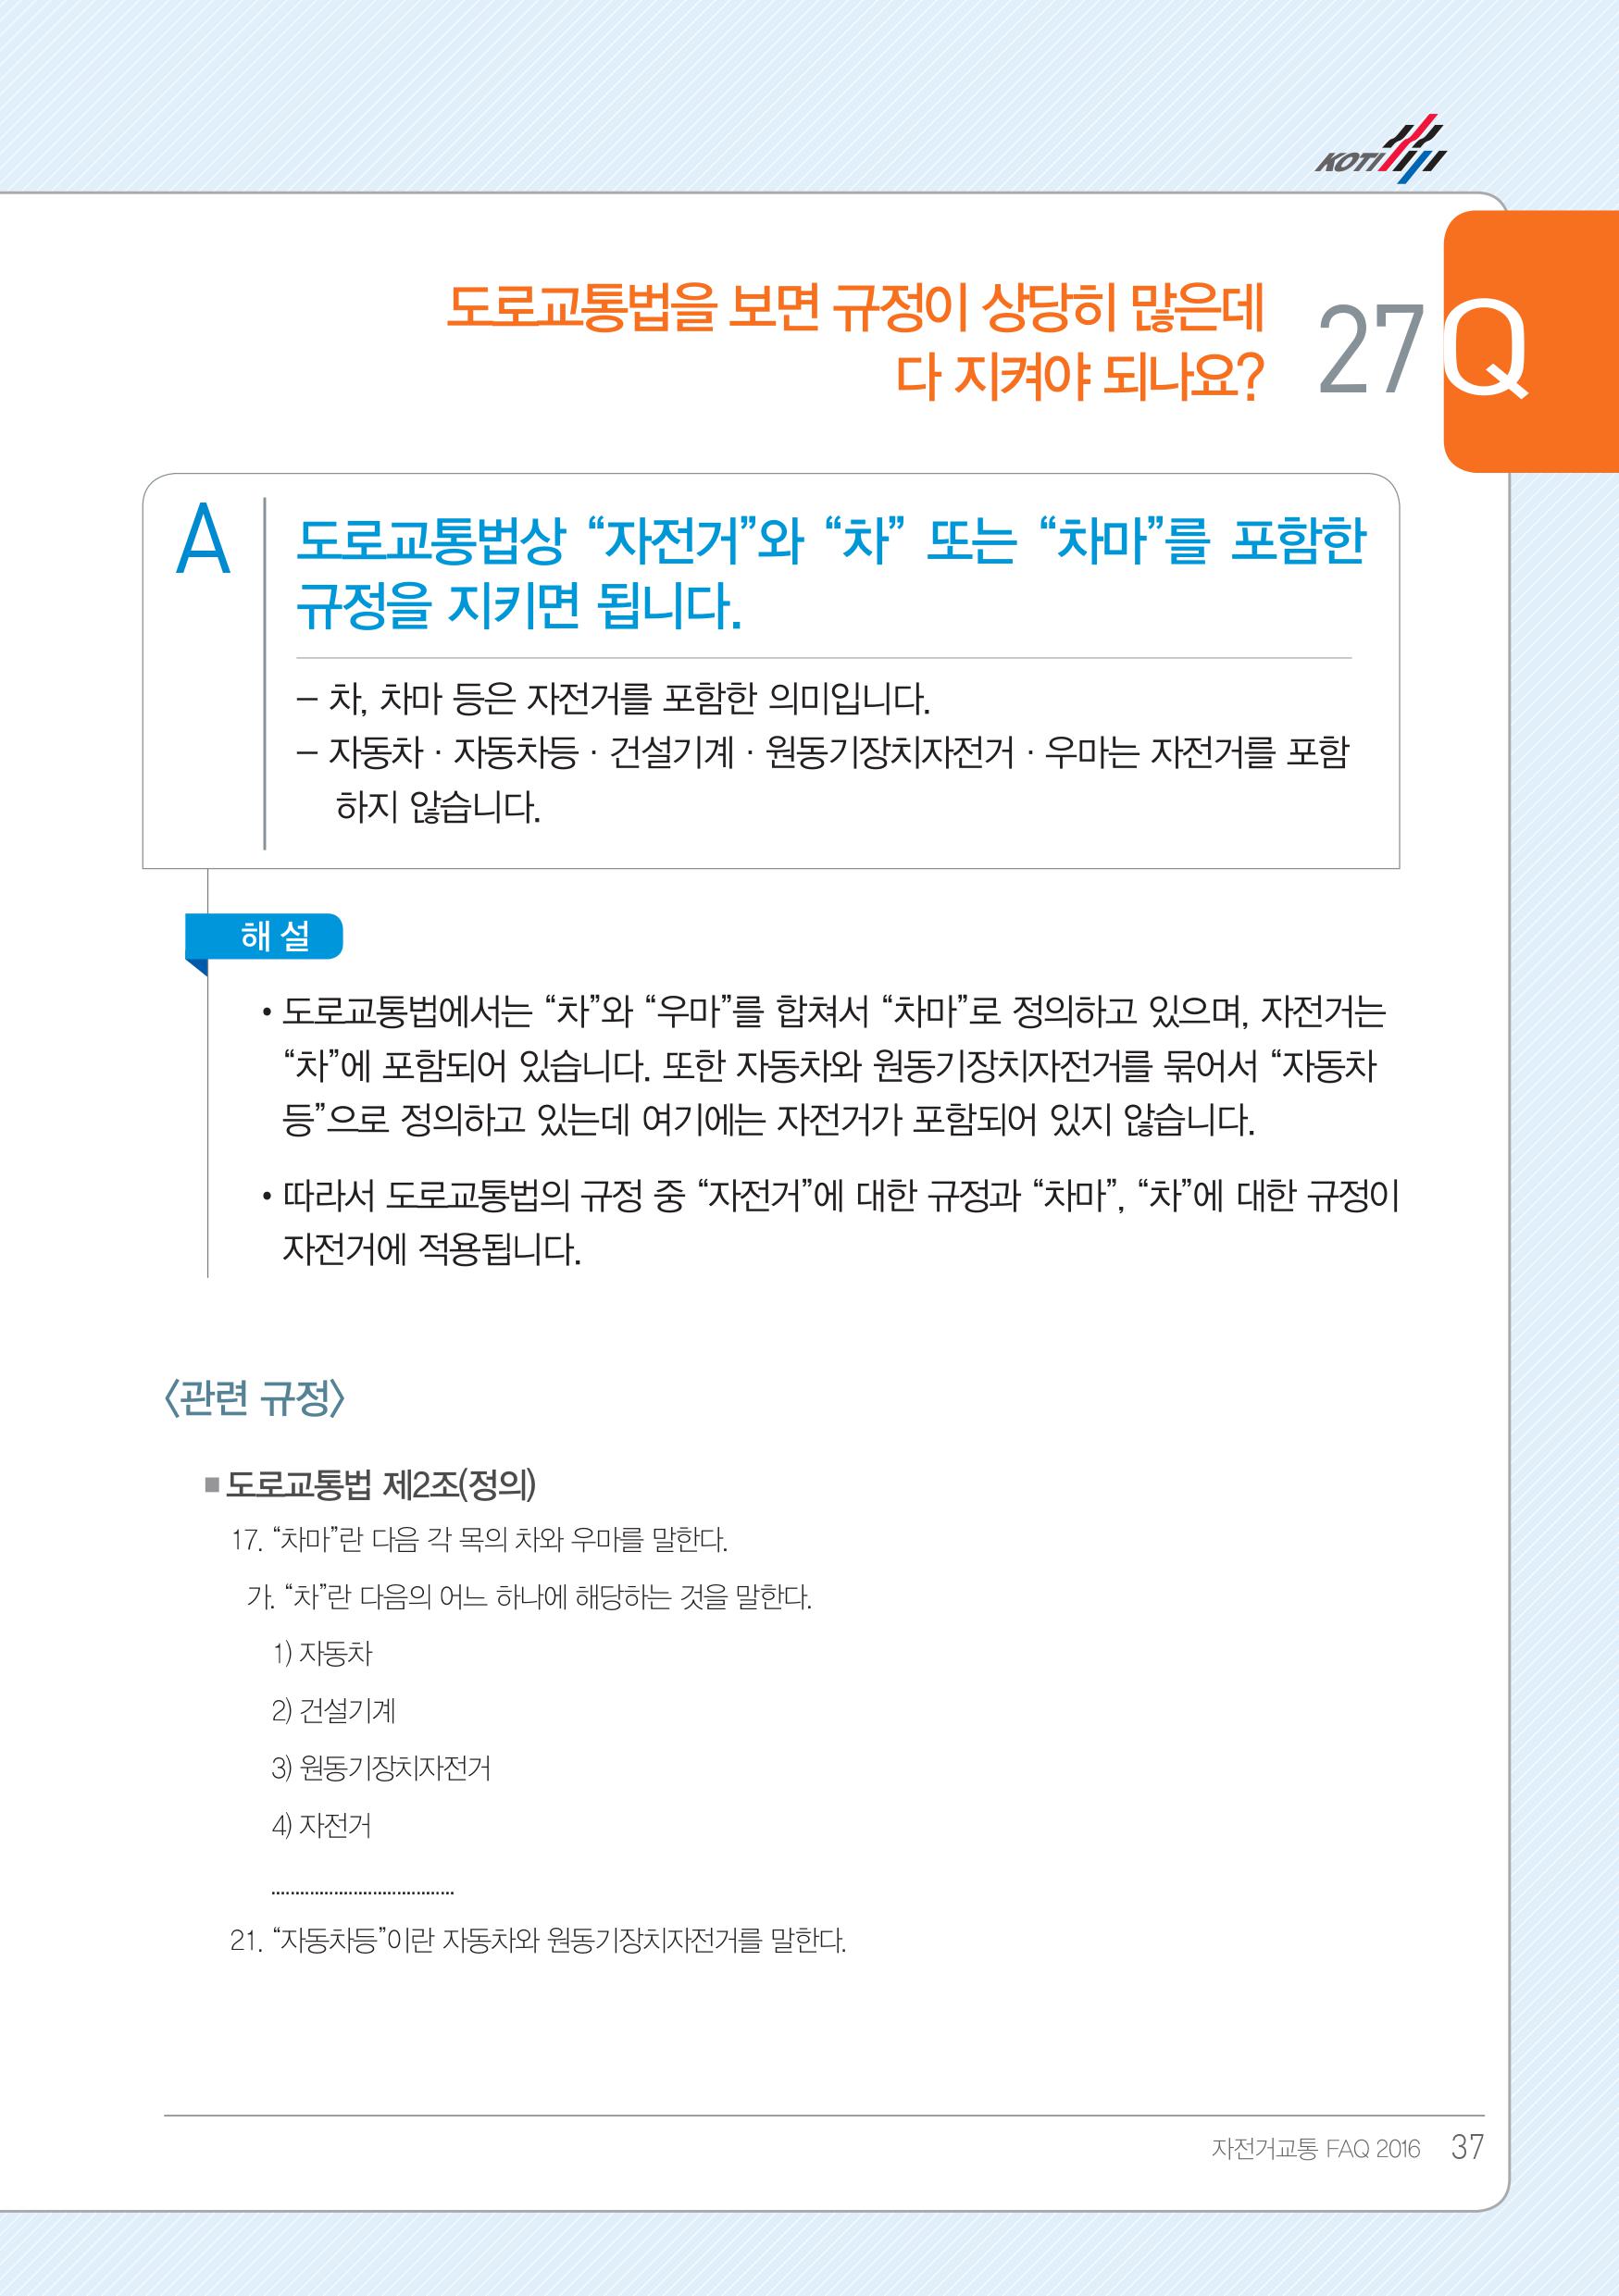 KOTI
도로교통법을 보면 규정이 상당히 많은데
다 지켜야 되나요?
27 Q
A
도로교통법상 “자전거”와 “차” 또는 “차마”를 포함한
규정을 지키면 됩니다.
– 차, 차마 등은 자전거를 포함한 의미입니다.
– 자동차 · 자동차등 · 건설기계 · 원동기장치자전거 · 우마는 자전거를 포함
하지 않습니다.
해 설
• 도로교통법에서는 “차”와 “우마”를 합쳐서 “차마”로 정의하고 있으며, 자전거는
“차”에 포함되어 있습니다. 또한 자동차와 원동기장치자전거를 묶어서 “자동차
등”으로 정의하고 있는데 여기에는 자전거가 포함되어 있지 않습니다.
• 따라서 도로교통법의 규정 중 “자전거”에 대한 규정과 “차마”, “차”에 대한 규정이
자전거에 적용됩니다.
〈관련 규정〉
■ 도로교통법 제2조(정의)
17. “차마”란 다음 각 목의 차와 우마를 말한다.
가. “차”란 다음의 어느 하나에 해당하는 것을 말한다.
1) 자동차
2) 건설기계
3) 원동기장치자전거
4) 자전거
......................................
21. “자동차등”이란 자동차와 원동기장치자전거를 말한다.
자전거교통 FAQ 2016 37